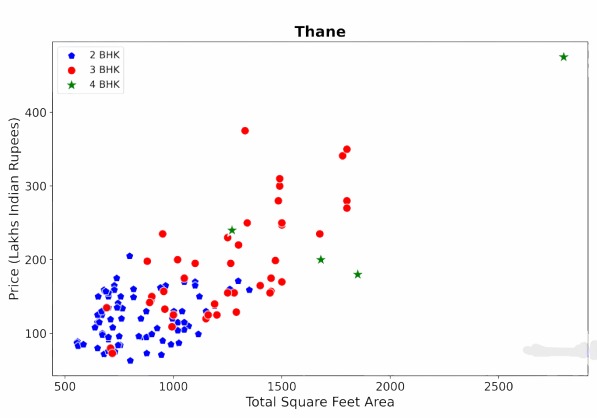 Thane
2 BHK
3 BHK
4 BHK
Price (Lakhs Indian Rupees)
400
300
200
100
500
1000
1500
2000
2500
Total Square Feet Area